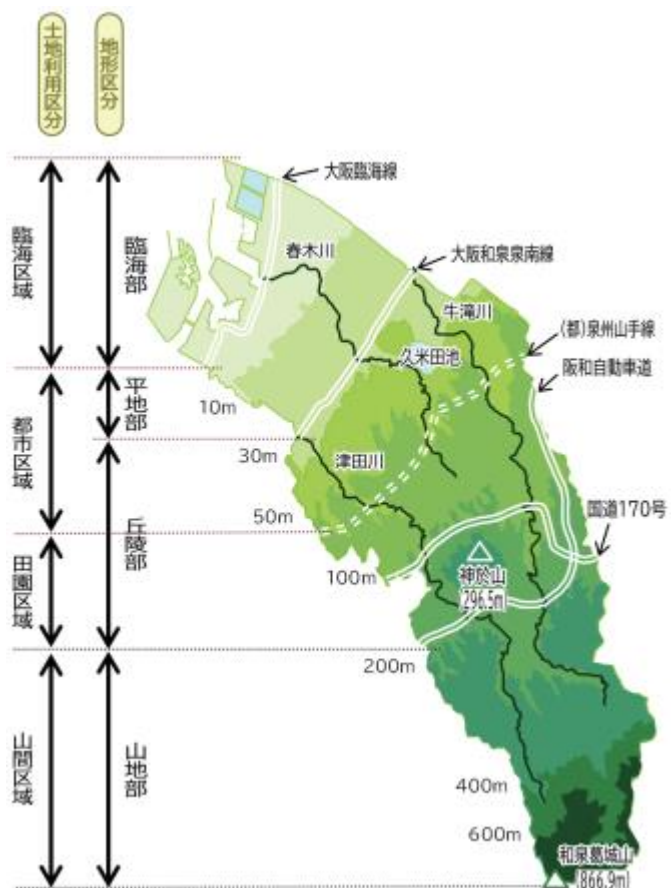 土地利用区分
地形区分
臨海区域
都市区域
田園区域
山間区域
臨海部
平地部
丘陵部
山地部
大阪臨海線
春木川
大阪和泉泉南線
牛滝川
(都)泉州山手線
久米田池
阪和自動車道
10m
30m
津田川
50m
国道170号
100m
神於山
(296.5m)
200m
400m
600m
和泉葛城山
(866.9m)